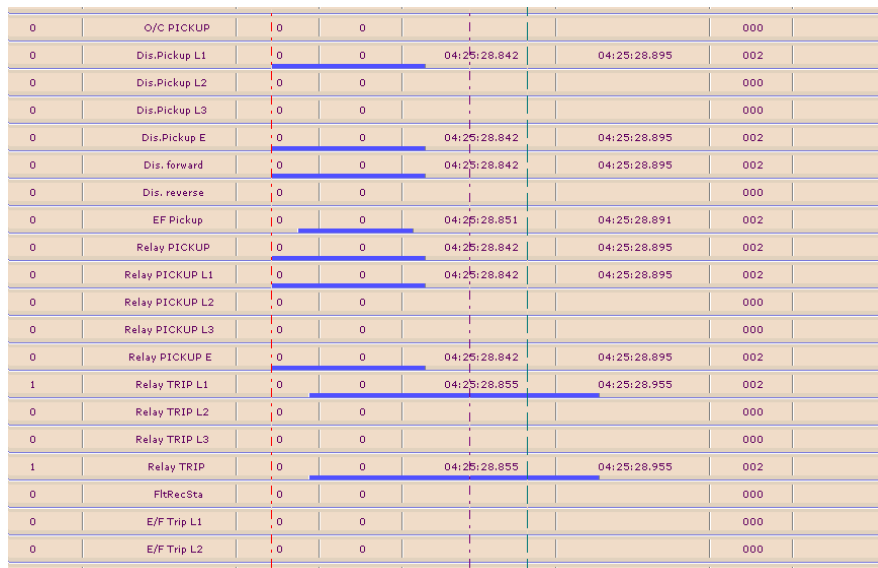 0 O/C PICKUP 0 0 000
0 Dis.Pickup L1 0 0 04:25:28.842 04:25:28.895 002
0 Dis.Pickup L2 0 0 000
0 Dis.Pickup L3 0 0 000
0 Dis.Pickup E 0 0 04:25:28.842 04:25:28.895 002
0 Dis. forward 0 0 04:25:28.842 04:25:28.895 002
0 Dis. reverse 0 0 000
0 EF Pickup 0 0 04:25:28.851 04:25:28.891 002
0 Relay PICKUP 0 0 04:25:28.842 04:25:28.895 002
0 Relay PICKUP L1 0 0 04:25:28.842 04:25:28.895 002
0 Relay PICKUP L2 0 0 000
0 Relay PICKUP L3 0 0 000
0 Relay PICKUP E 0 0 04:25:28.842 04:25:28.895 002
1 Relay TRIP L1 0 0 04:25:28.855 04:25:28.955 002
0 Relay TRIP L2 0 0 000
0 Relay TRIP L3 0 0 000
1 Relay TRIP 0 0 04:25:28.855 04:25:28.955 002
0 FltRecSta 0 0 000
0 E/F Trip L1 0 0 000
0 E/F Trip L2 0 0 000